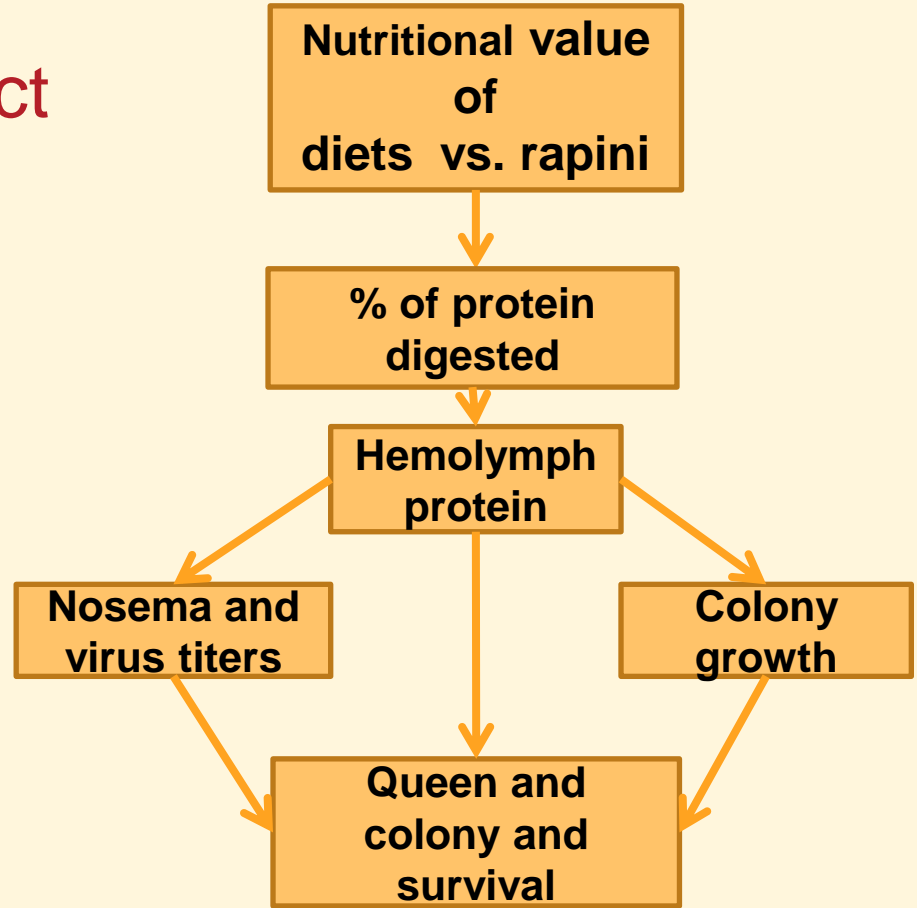 ct
Nutritional value
of
diets vs. rapini
% of protein
digested
Hemolymph
protein
Nosema and
virus titers
Colony
growth
Queen and
colony and
survival